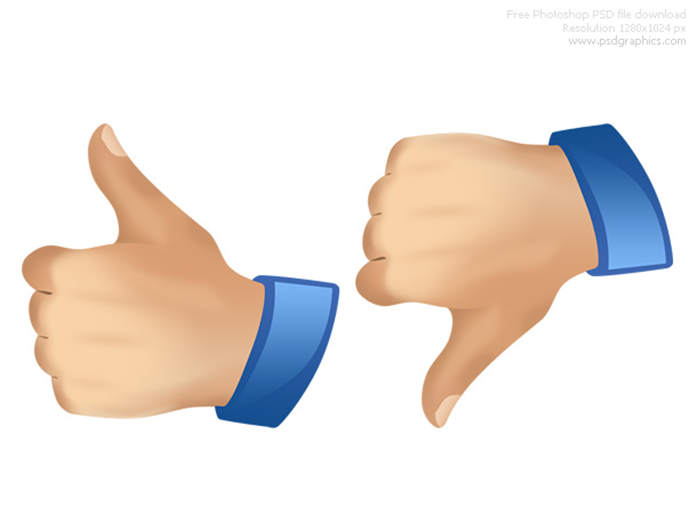 Free Photoshop PSD file download
Resolution 1280x1024 px
www.psdgraphics.com